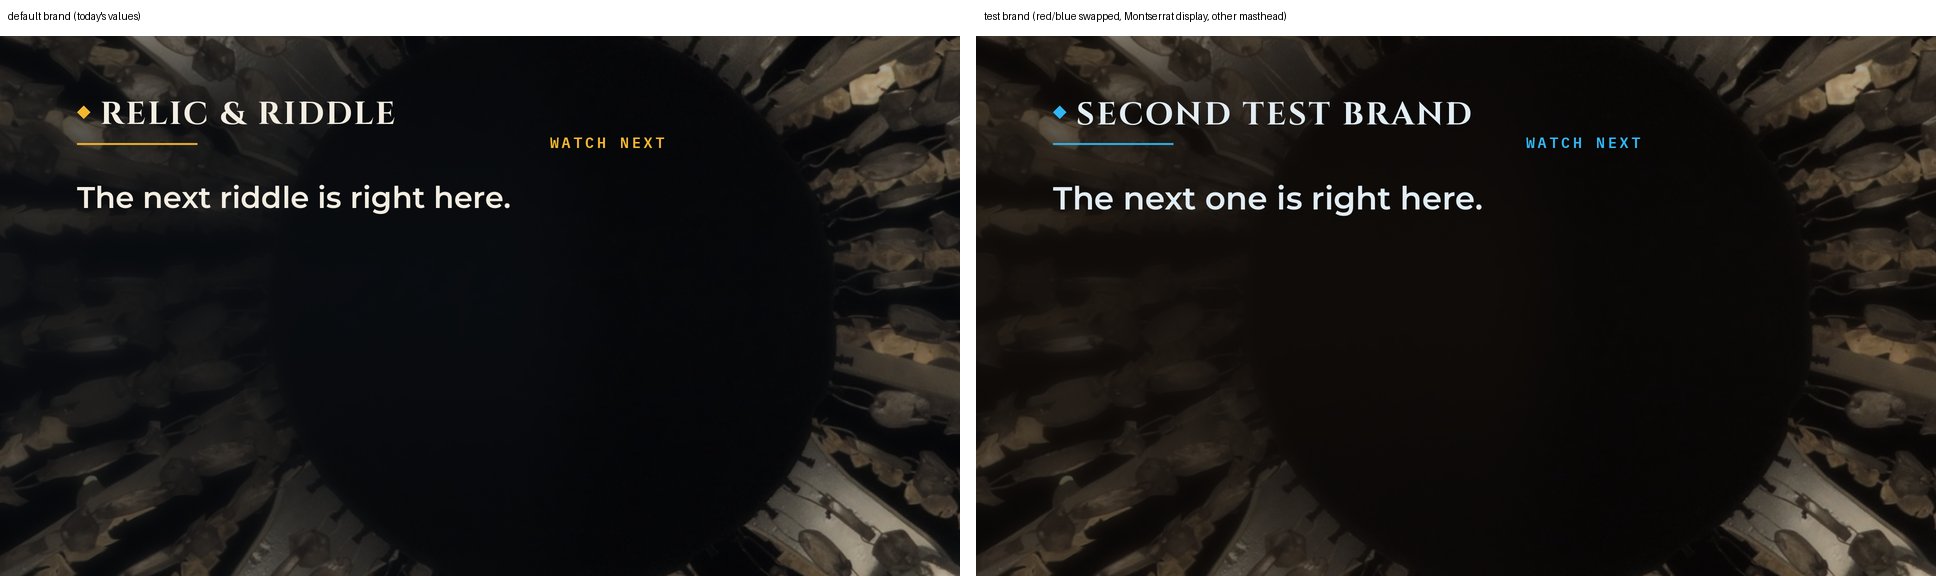 default brand (today's values)
RELIC & RIDDLE
WATCH NEXT
The next riddle is right here.
test brand (red/blue swapped, Montserrat display, other masthead)
SECOND TEST BRAND
WATCH NEXT
The next one is right here.